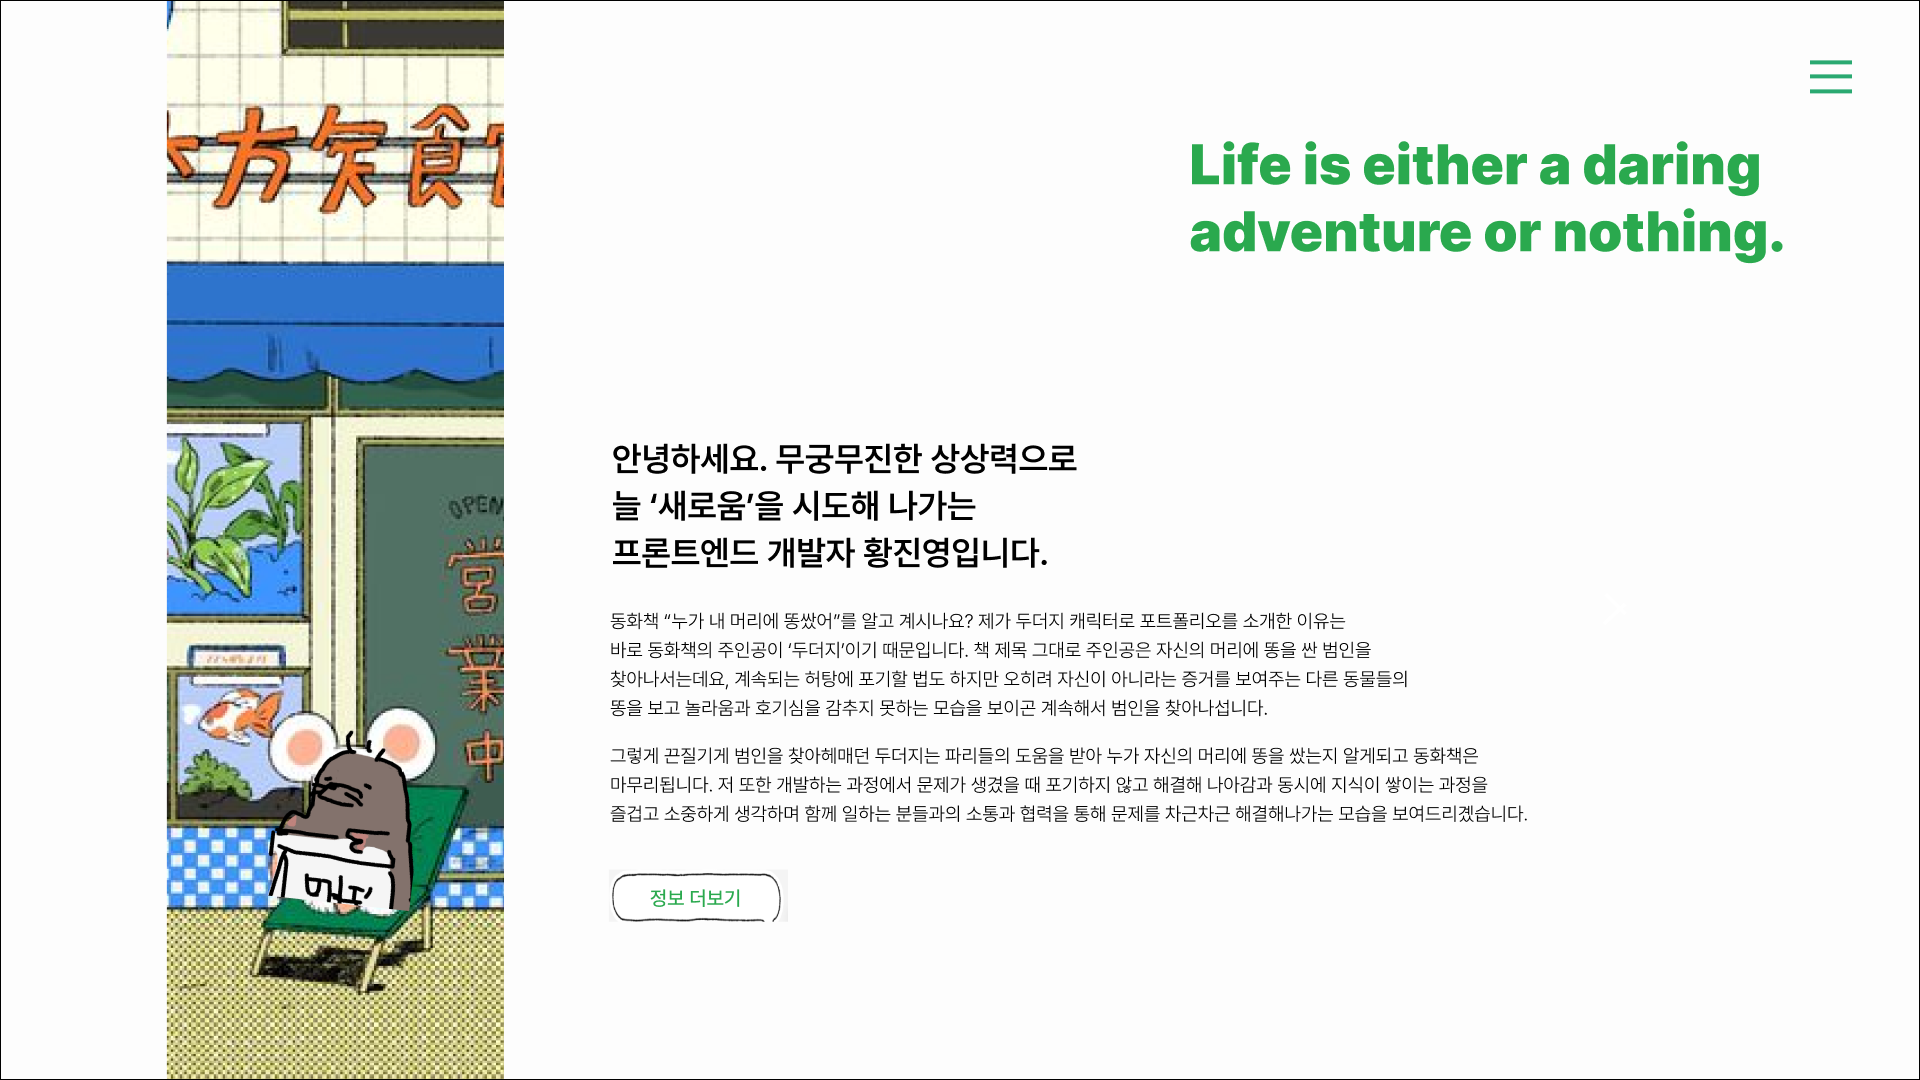 方矢食
OPEN
営
業
中
Life is either a daring
adventure or nothing.
안녕하세요. 무궁무진한 상상력으로
늘 ‘새로움’을 시도해 나가는
프론트엔드 개발자 황진영입니다.
동화책 “누가 내 머리에 똥쌌어”를 알고 계시나요? 제가 두더지 캐릭터로 포트폴리오를 소개한 이유는
바로 동화책의 주인공이 ‘두더지’이기 때문입니다. 책 제목 그대로 주인공은 자신의 머리에 똥을 싼 범인을
찾아나서는데요, 계속되는 허탕에 포기할 법도 하지만 오히려 자신이 아니라는 증거를 보여주는 다른 동물들의
똥을 보고 놀라움과 호기심을 감추지 못하는 모습을 보이곤 계속해서 범인을 찾아나섭니다.
그렇게 끈질기게 범인을 찾아헤매던 두더지는 파리들의 도움을 받아 누가 자신의 머리에 똥을 쌌는지 알게되고 동화책은
마무리됩니다. 저 또한 개발하는 과정에서 문제가 생겼을 때 포기하지 않고 해결해 나아감과 동시에 지식이 쌓이는 과정을
즐겁고 소중하게 생각하며 함께 일하는 분들과의 소통과 협력을 통해 문제를 차근차근 해결해나가는 모습을 보여드리곘습니다.
정보 더보기